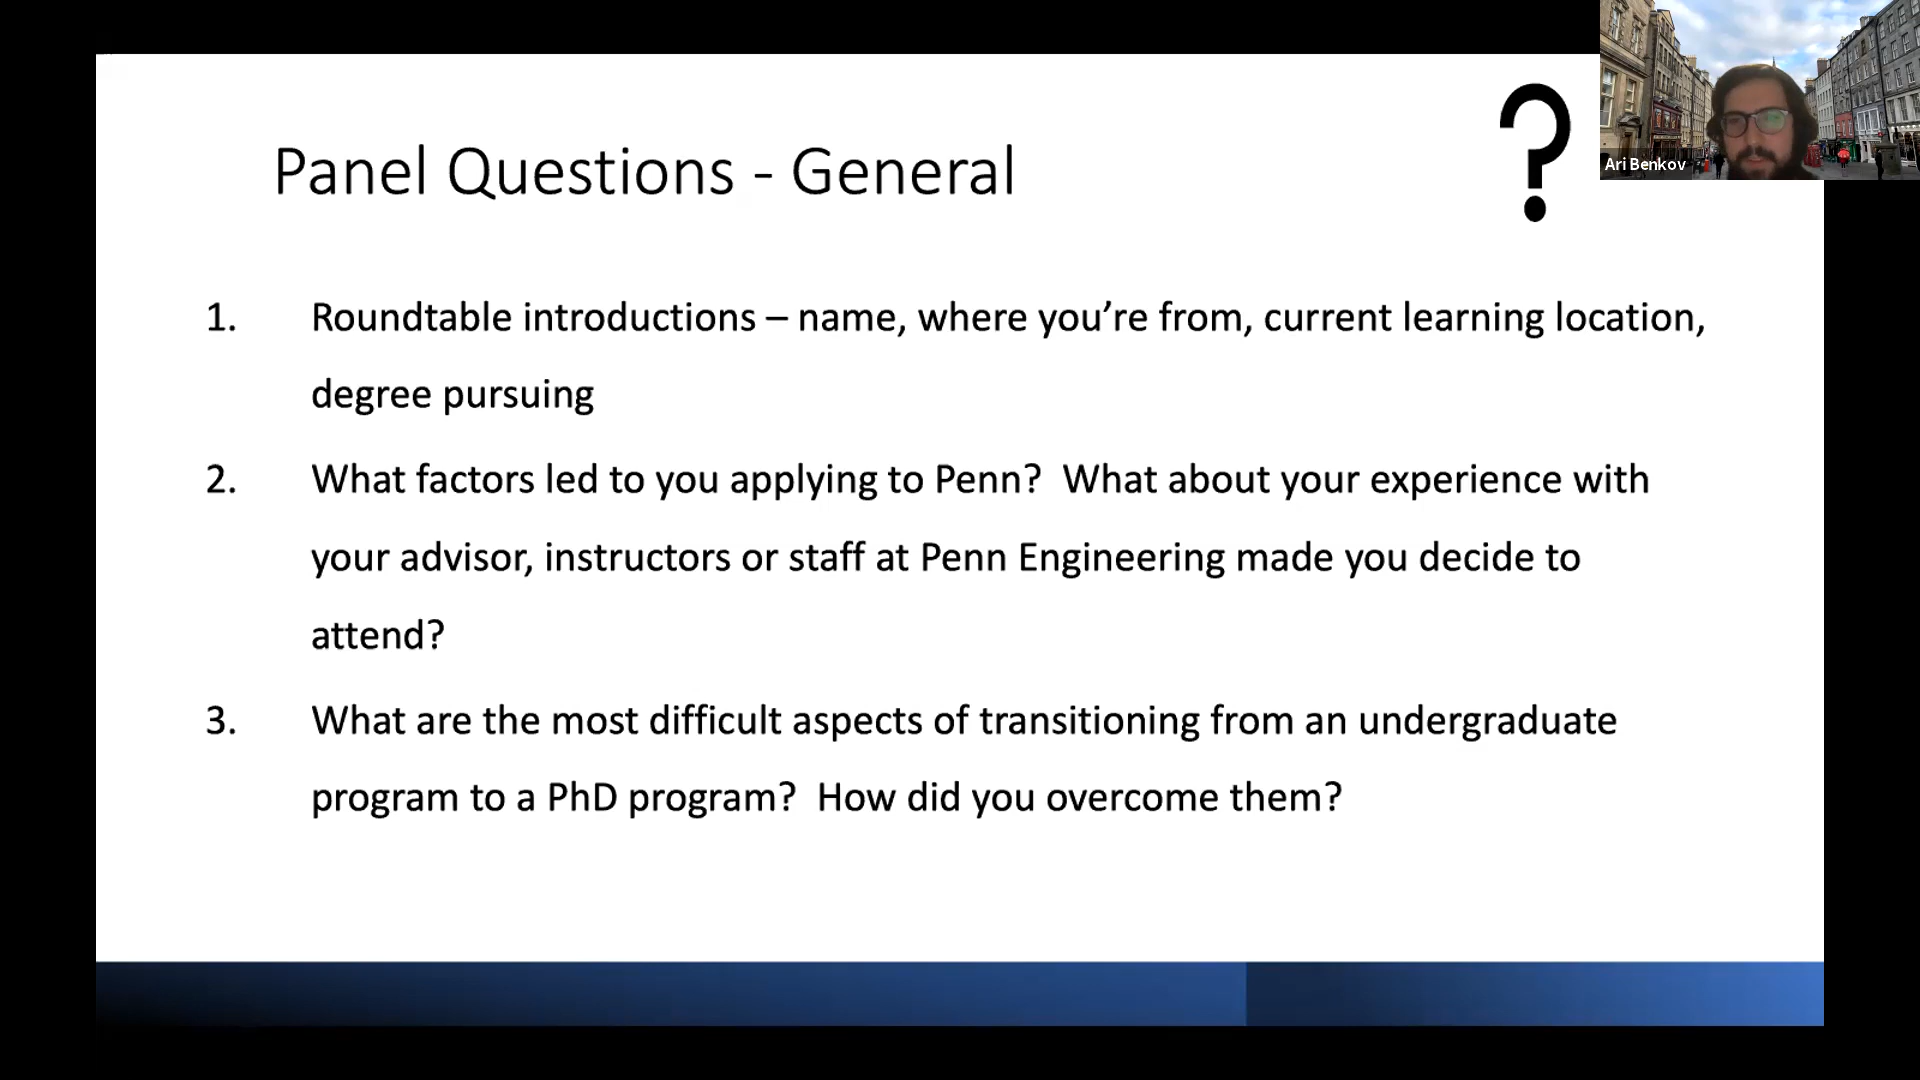 Panel Questions - General
?
Ari Benkov
1. Roundtable introductions – name, where you’re from, current learning location,
degree pursuing
2. What factors led to you applying to Penn?  What about your experience with
your advisor, instructors or staff at Penn Engineering made you decide to
attend?
3. What are the most difficult aspects of transitioning from an undergraduate
program to a PhD program?  How did you overcome them?